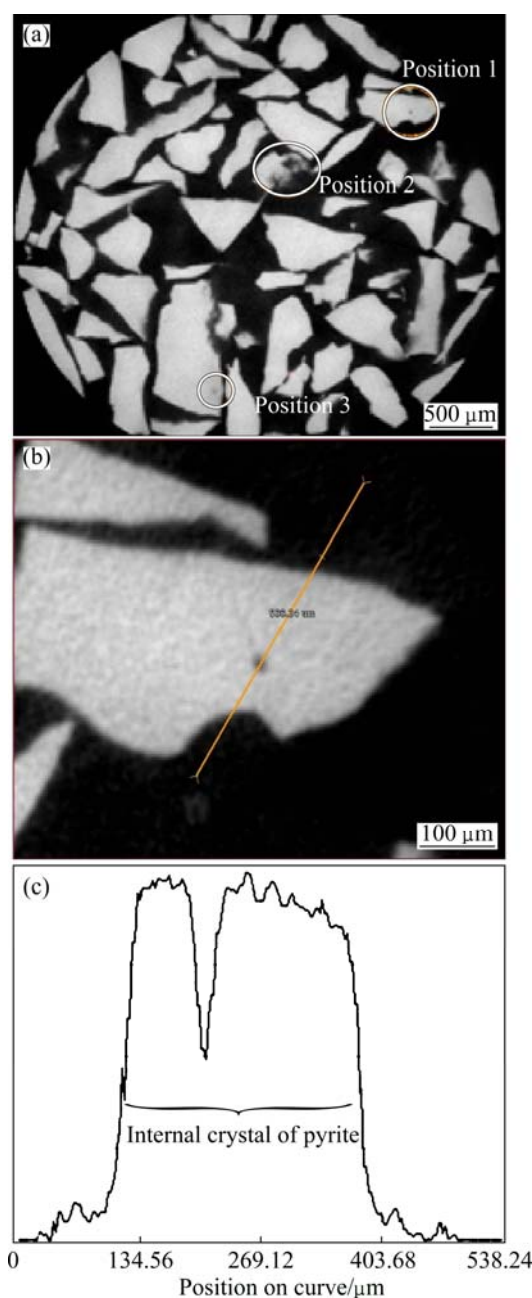 (a)
Position 1
Position 2
Position 3
500 μm
(b)
100 μm
(c)
Internal crystal of pyrite
0 134.56 269.12 403.68 538.24
Position on curve/μm